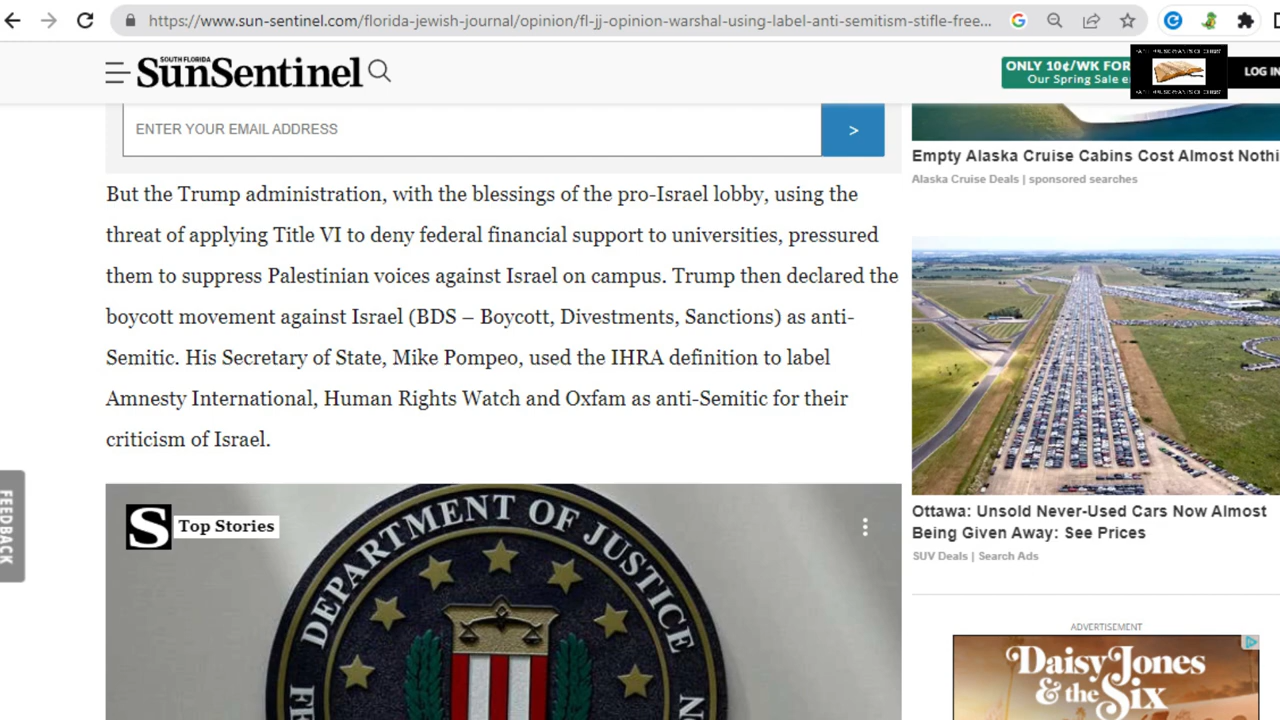 https://www.sun-sentinel.com/florida-jewish-journal/opinion/fl-jj-opinion-warshal-using-label-anti-semitism-stifle-free...
SOUTH FLORIDA
SunSentinel
ONLY 10¢/WK FOR
Our Spring Sale e
LOG IN
ENTER YOUR EMAIL ADDRESS
>
But the Trump administration, with the blessings of the pro-Israel lobby, using the
threat of applying Title VI to deny federal financial support to universities, pressured
them to suppress Palestinian voices against Israel on campus. Trump then declared the
boycott movement against Israel (BDS – Boycott, Divestments, Sanctions) as anti-
Semitic. His Secretary of State, Mike Pompeo, used the IHRA definition to label
Amnesty International, Human Rights Watch and Oxfam as anti-Semitic for their
criticism of Israel.
FEEDBACK
S Top Stories
DEPARTMENT OF JUSTICE
Empty Alaska Cruise Cabins Cost Almost Nothi
Alaska Cruise Deals | sponsored searches
Ottawa: Unsold Never-Used Cars Now Almost
Being Given Away: See Prices
SUV Deals | Search Ads
ADVERTISEMENT
Daisy Jones
& the Six